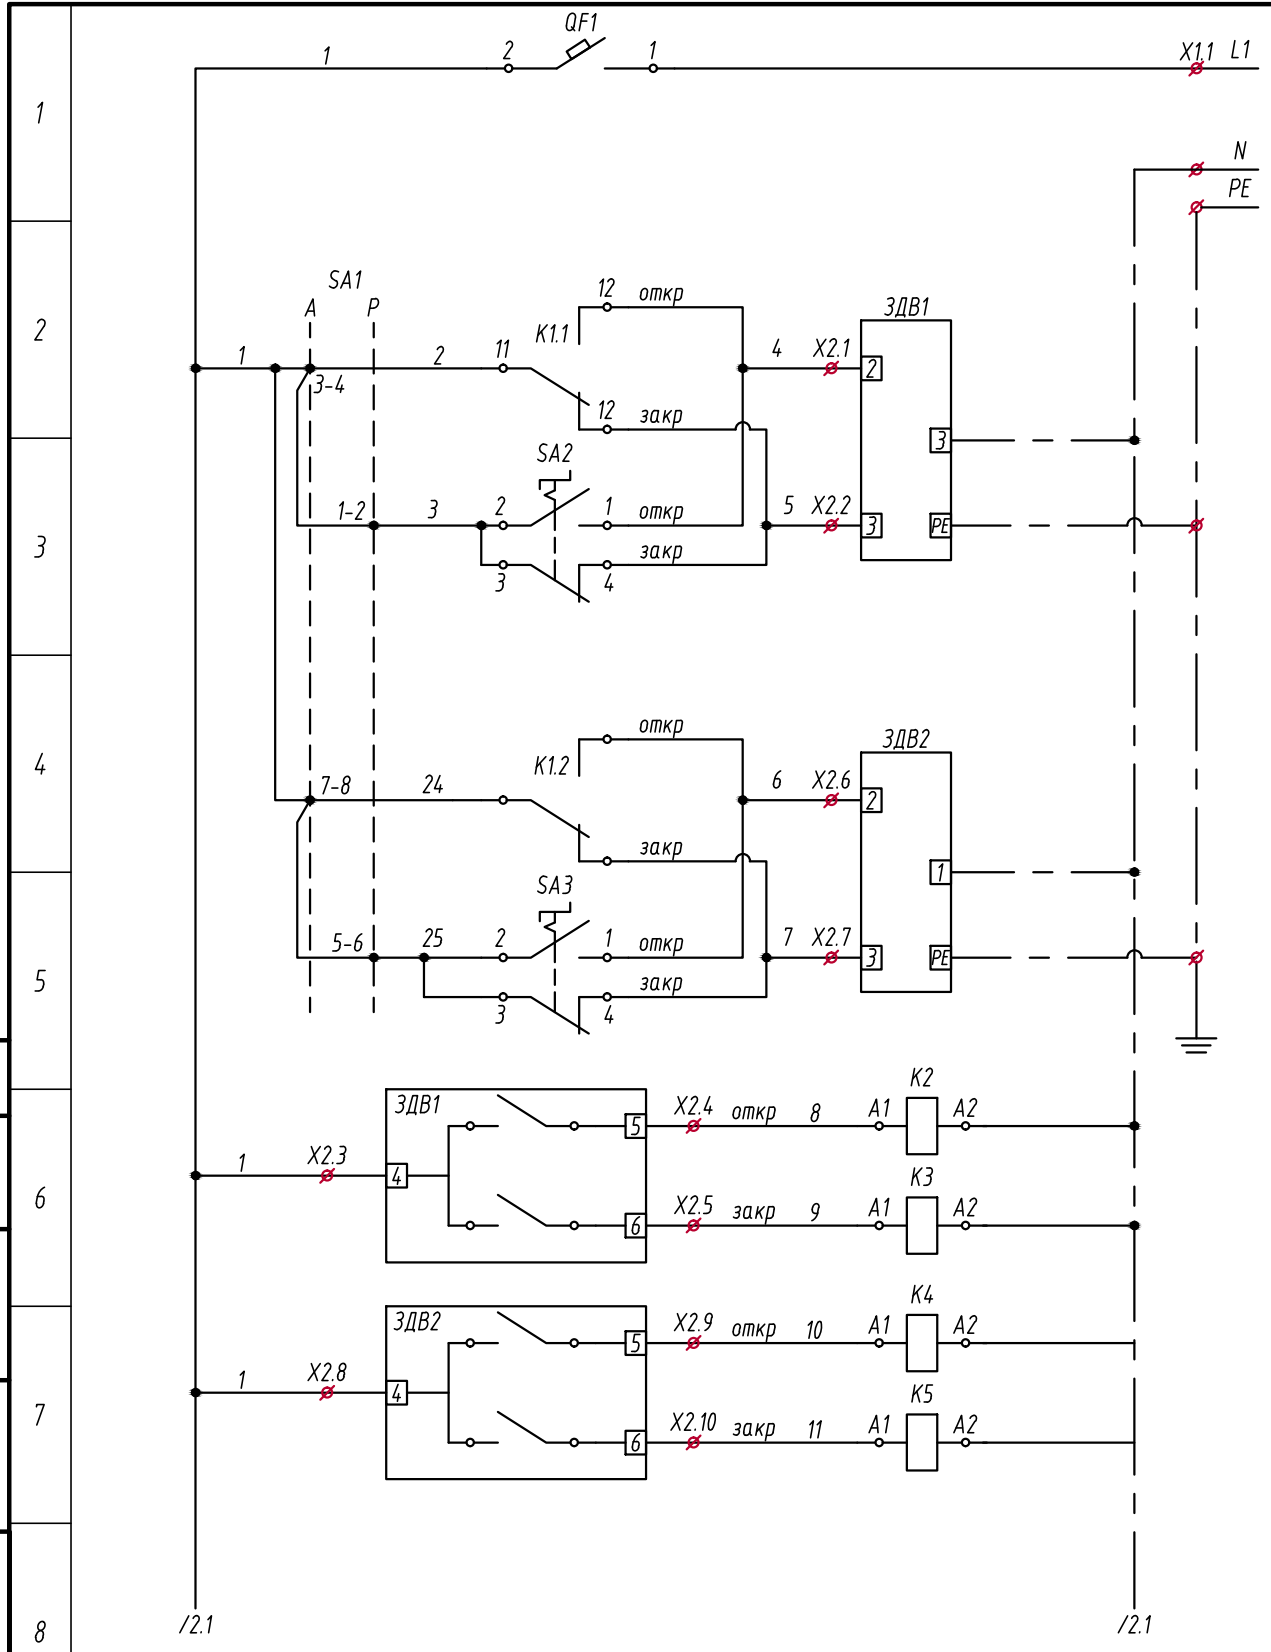 QF1
1
2
1
X1.1
L1
1
N
PE
SA1
A
P
12
откр
ЗДВ1
2
K1.1
1
2
11
4
X2.1
2
3-4
12
закр
3
SA2
1-2
3
2
1
откр
5
X2.2
3
PE
3
закр
3
4
откр
ЗДВ2
4
K1.2
7-8
24
6
X2.6
2
закр
1
SA3
5-6
25
2
1
откр
7
X2.7
3
PE
5
закр
3
4
K2
ЗДВ1
X2.4
откр
8
A1
A2
5
1
X2.3
4
K3
6
X2.5
закр
9
A1
A2
6
K4
ЗДВ2
X2.9
откр
10
A1
A2
5
1
X2.8
4
K5
7
X2.10
закр
11
A1
A2
6
/2.1
/2.1
8